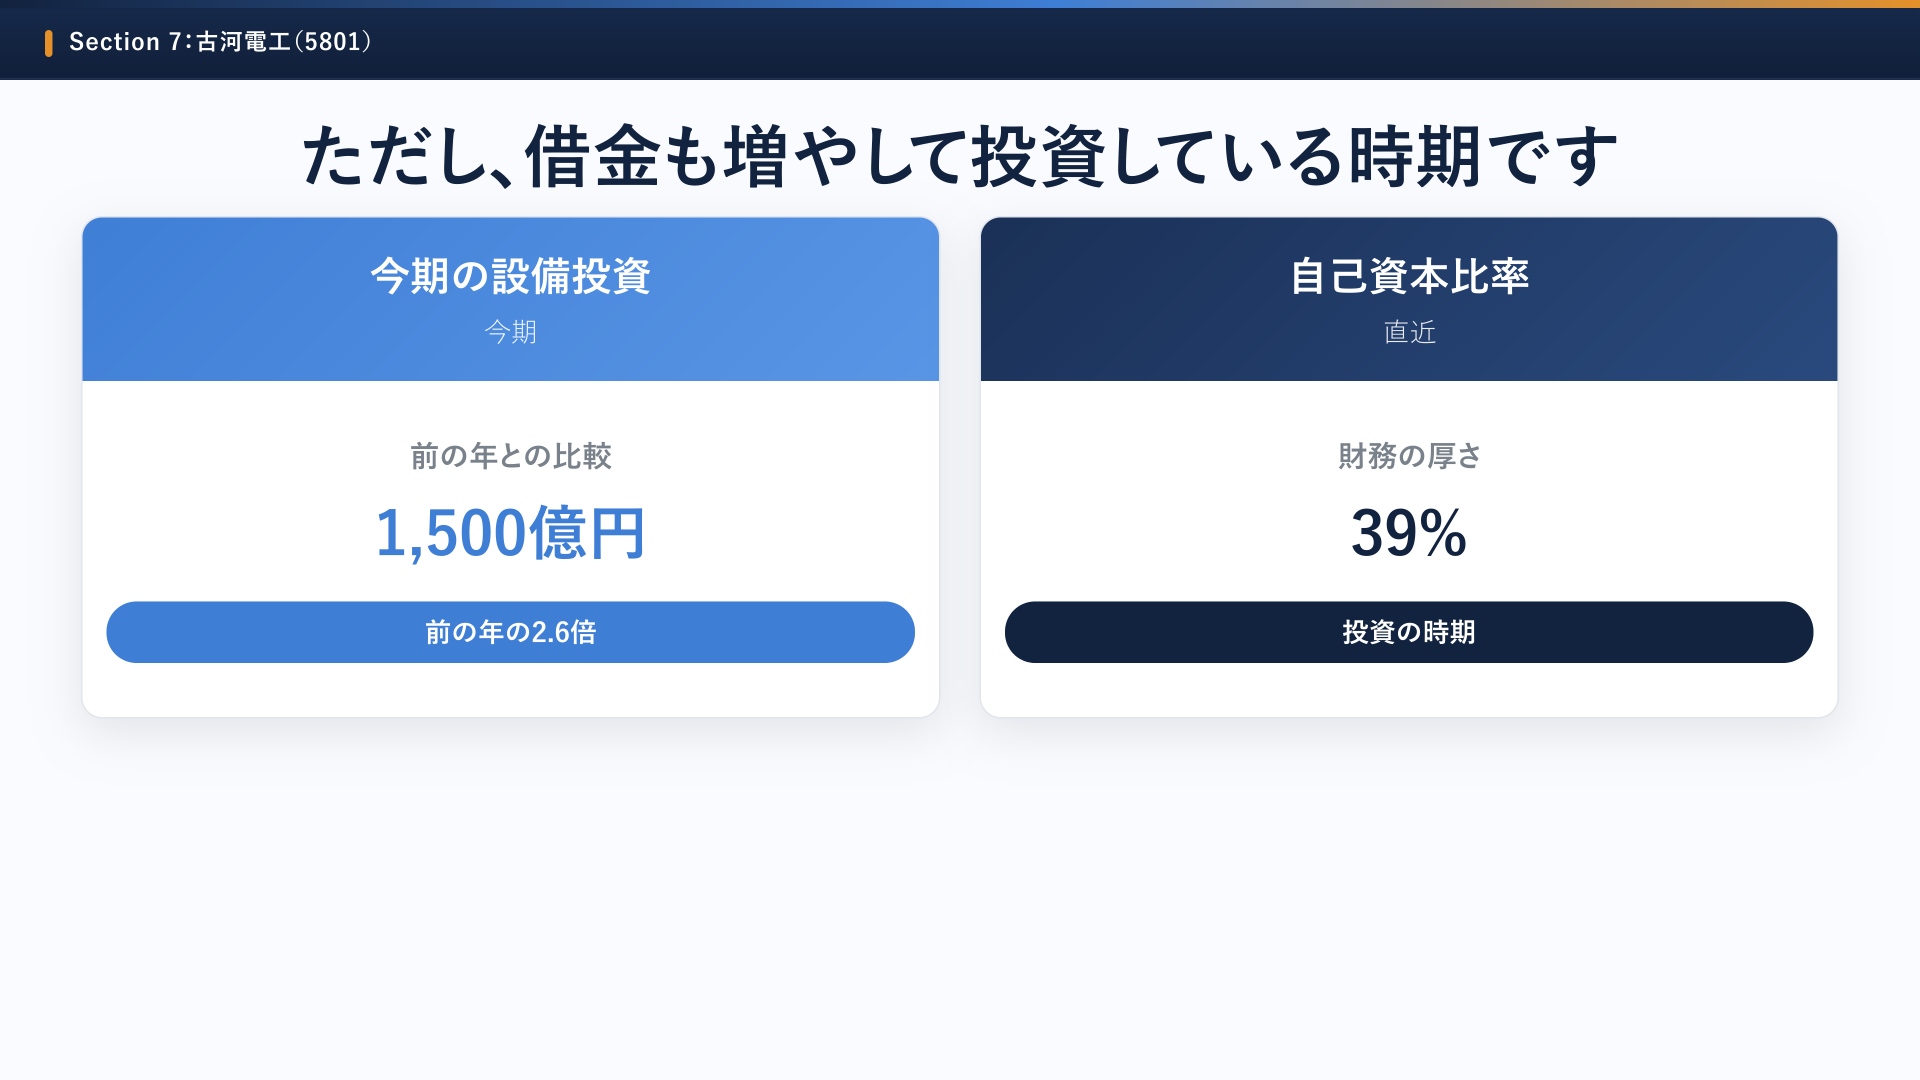 Section 7：古河電工（5801）
ただし、借金も増やして投資している時期です
今期の設備投資
今期
前の年との比較
1,500億円
前の年の2.6倍
自己資本比率
直近
財務の厚さ
39%
投資の時期